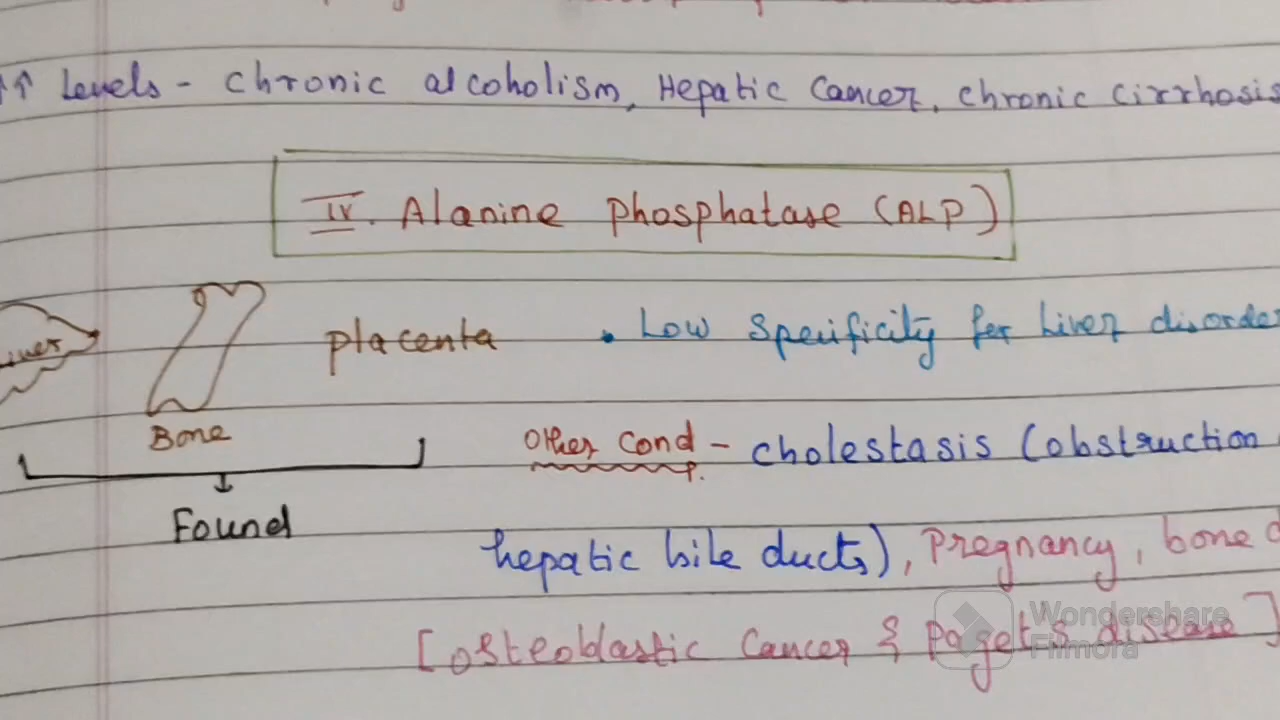 ↑↑ Levels - chronic alcoholism, Hepatic Cancer, chronic cirrhosis
IV. Alanine phosphatase (ALP)
placenta • Low specificity for Liver disorde
Bone
Other cond - cholestasis (obstruction
Found
hepatic bile ducts), Pregnancy, bone d
[osteoblastic cancer & paget's disease]
Wondershare
Filmora